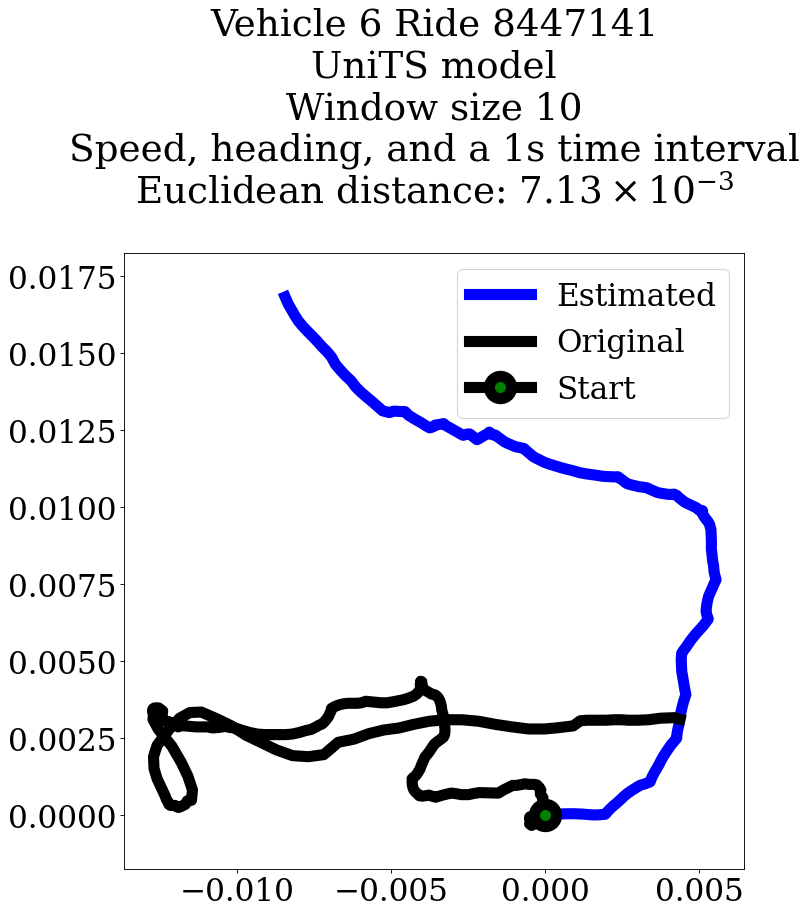 Vehicle 6 Ride 8447141
UniTS model
Window size 10
Speed, heading, and a 1s time interval
Euclidean distance: 7.13 × 10⁻³
Estimated
Original
Start
0.0175
0.0150
0.0125
0.0100
0.0075
0.0050
0.0025
0.0000
−0.010 −0.005 0.000 0.005